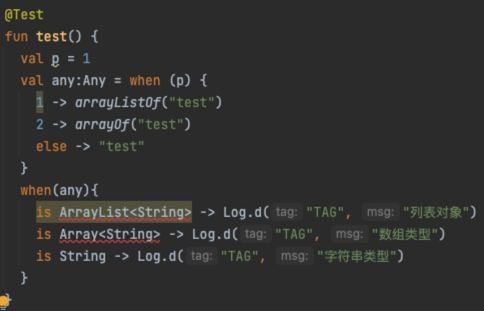 @Test
fun test() {
val p = 1
val any:Any = when (p) {
1 -> arrayListOf("test")
2 -> arrayOf("test")
else -> "test"
}
when(any){
is ArrayList<String> -> Log.d( tag: "TAG", msg: "列表对象")
is Array<String> -> Log.d( tag: "TAG", msg: "数组类型")
is String -> Log.d( tag: "TAG", msg: "字符串类型")
}
}